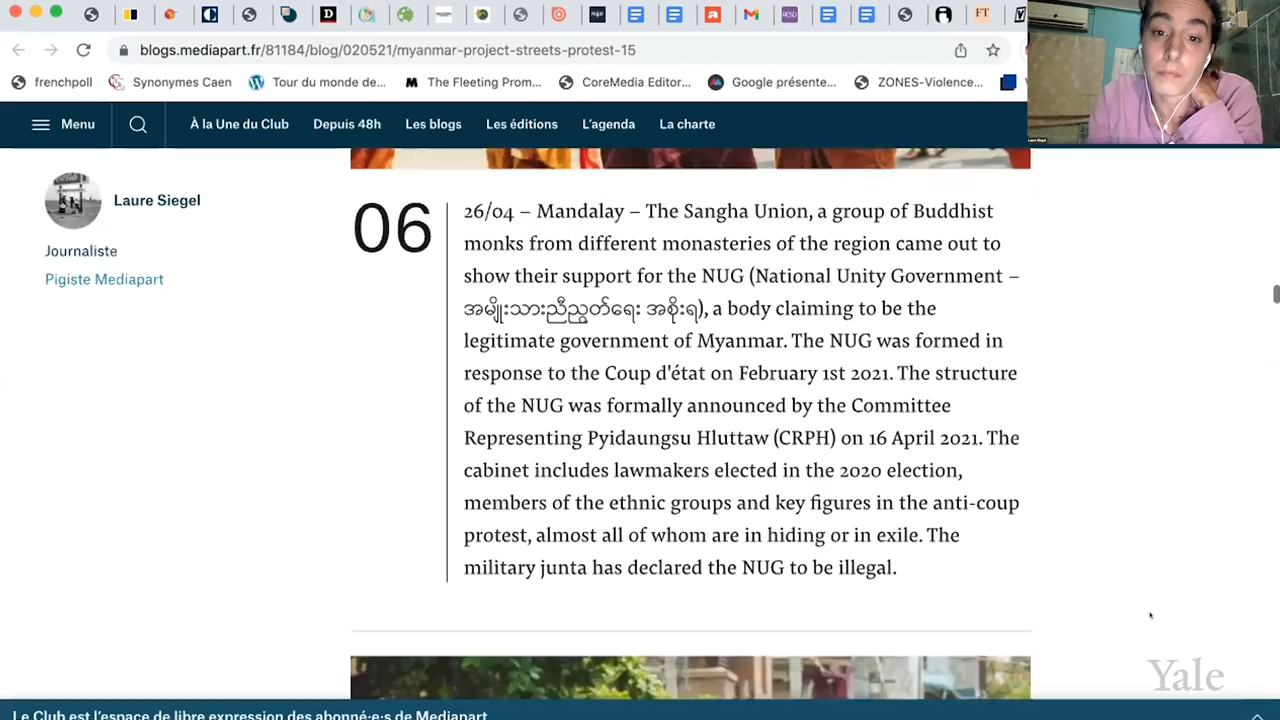 blogs.mediapart.fr/81184/blog/020521/myanmar-project-streets-protest-15
frenchpoll
Synonymes Caen
Tour du monde de...
The Fleeting Prom...
CoreMedia Editor...
Google présente...
ZONES-Violence...
Menu
À la Une du Club
Depuis 48h
Les blogs
Les éditions
L'agenda
La charte
Laure Siegel
Journaliste
Pigiste Mediapart
06
26/04 – Mandalay – The Sangha Union, a group of Buddhist
monks from different monasteries of the region came out to
show their support for the NUG (National Unity Government –
အမျိုးသားညီညွတ်ရေး အစိုးရ), a body claiming to be the
legitimate government of Myanmar. The NUG was formed in
response to the Coup d'état on February 1st 2021. The structure
of the NUG was formally announced by the Committee
Representing Pyidaungsu Hluttaw (CRPH) on 16 April 2021. The
cabinet includes lawmakers elected in the 2020 election,
members of the ethnic groups and key figures in the anti-coup
protest, almost all of whom are in hiding or in exile. The
military junta has declared the NUG to be illegal.
Yale
Le Club est l'espace de libre expression des abonné·e·s de Mediapart